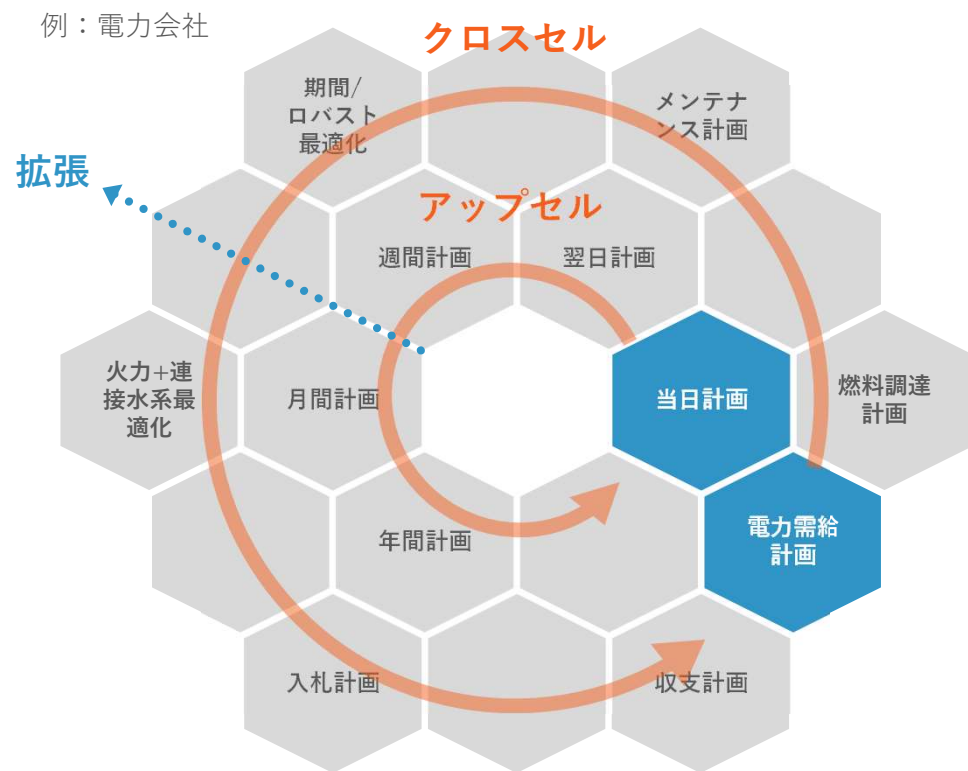 例：電力会社
クロスセル
期間/
ロバスト
最適化
メンテナ
ンス計画
拡張
アップセル
週間計画
翌日計画
火力+連
接水系最
適化
月間計画
当日計画
燃料調達
計画
年間計画
電力需給
計画
入札計画
収支計画